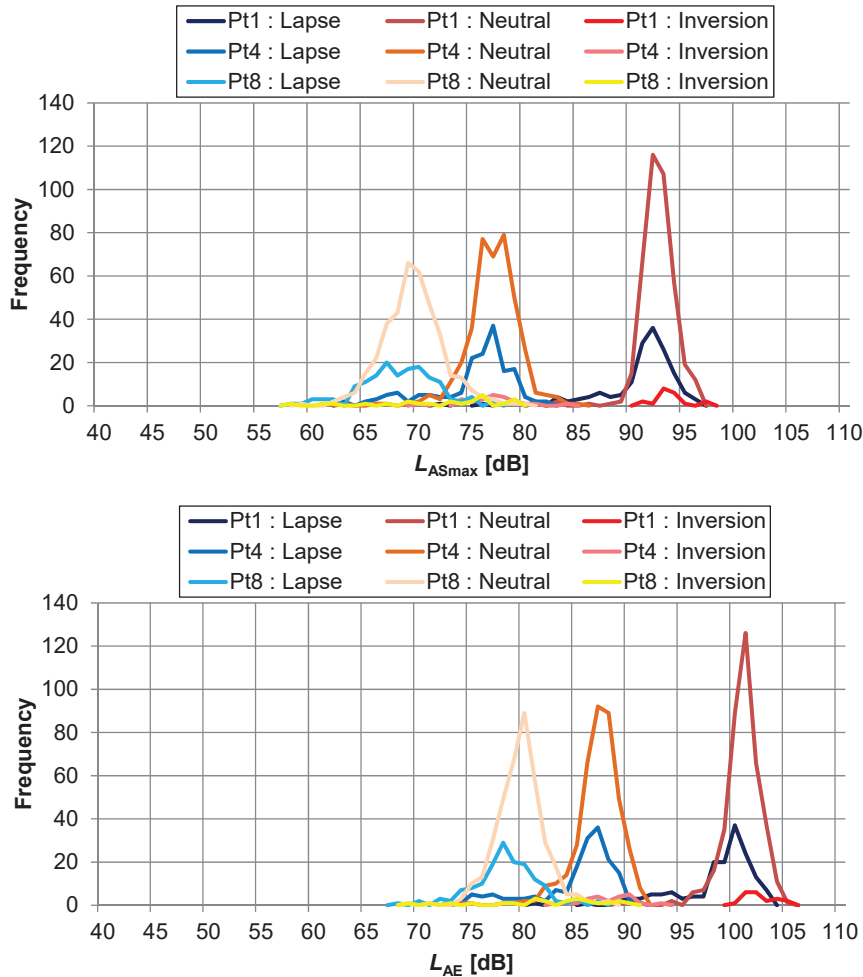 Pt1 : Lapse Pt1 : Neutral Pt1 : Inversion
Pt4 : Lapse Pt4 : Neutral Pt4 : Inversion
Pt8 : Lapse Pt8 : Neutral Pt8 : Inversion
140
120
100
80
60
40
20
0
Frequency
40 45 50 55 60 65 70 75 80 85 90 95 100 105 110
LASmax [dB]
Pt1 : Lapse Pt1 : Neutral Pt1 : Inversion
Pt4 : Lapse Pt4 : Neutral Pt4 : Inversion
Pt8 : Lapse Pt8 : Neutral Pt8 : Inversion
140
120
100
80
60
40
20
0
Frequency
40 45 50 55 60 65 70 75 80 85 90 95 100 105 110
LAE [dB]